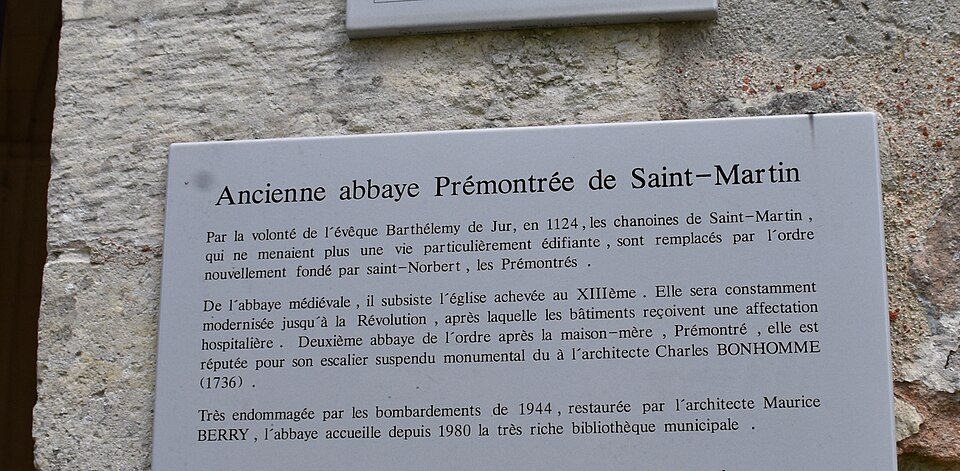 Ancienne abbaye Prémontrée de Saint-Martin
Par la volonté de l´évêque Barthélemy de Jur, en 1124, les chanoines de Saint-Martin ,
qui ne menaient plus une vie particulièrement édifiante , sont remplacés par l´ordre
nouvellement fondé par saint-Norbert , les Prémontrés .
De l´abbaye médiévale , il subsiste l´église achevée au XIIIème . Elle sera constamment
modernisée jusqu´à la Révolution , après laquelle les bâtiments reçoivent une affectation
hospitalière . Deuxième abbaye de l´ordre après la maison-mère , Prémontré , elle est
réputée pour son escalier suspendu monumental du à l´architecte Charles BONHOMME
(1736) .
Très endommagée par les bombardements de 1944 , restaurée par l´architecte Maurice
BERRY , l´abbaye accueille depuis 1980 la très riche bibliothèque municipale .